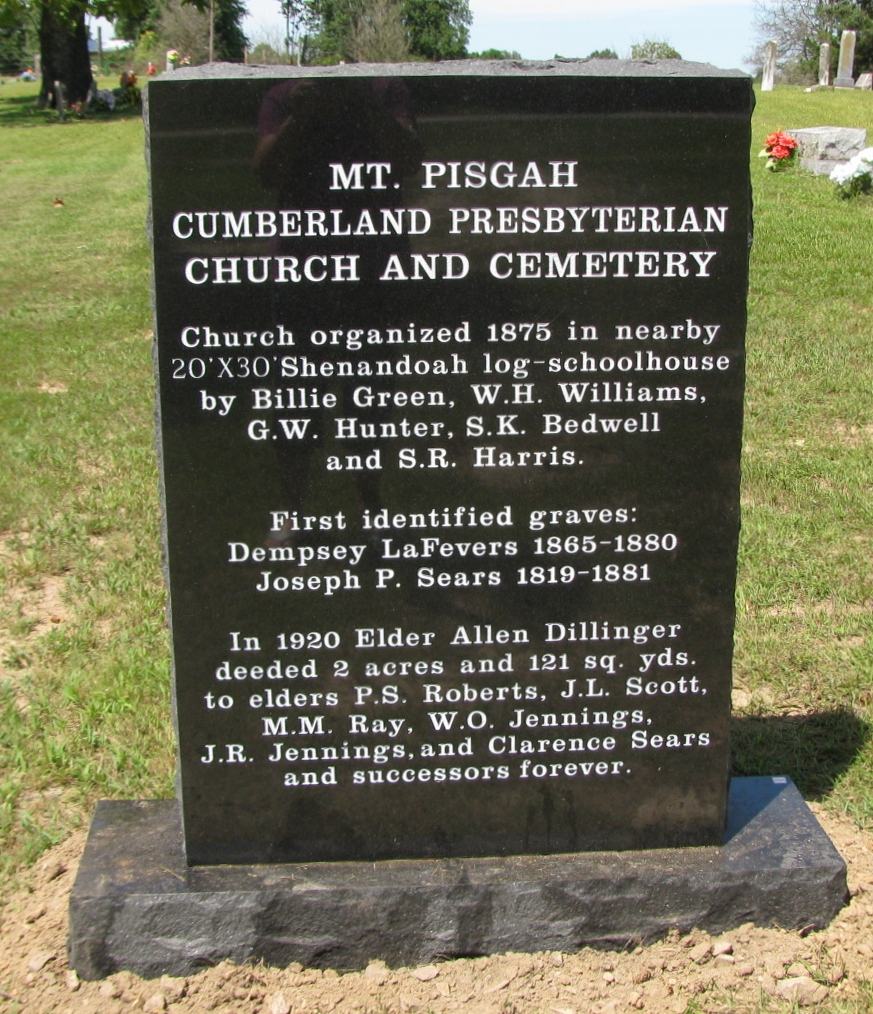 MT. PISGAH
CUMBERLAND PRESBYTERIAN
CHURCH AND CEMETERY
Church organized 1875 in nearby
20'X30' Shenandoah log-schoolhouse
by Billie Green, W.H. Williams,
G.W. Hunter, S.K. Bedwell
and S.R. Harris.
First identified graves:
Dempsey LaFevers 1865-1880
Joseph P. Sears 1819-1881
In 1920 Elder Allen Dillinger
deeded 2 acres and 121 sq. yds.
to elders P.S. Roberts, J.L. Scott,
M.M. Ray, W.O. Jennings,
J.R. Jennings, and Clarence Sears
and successors forever.